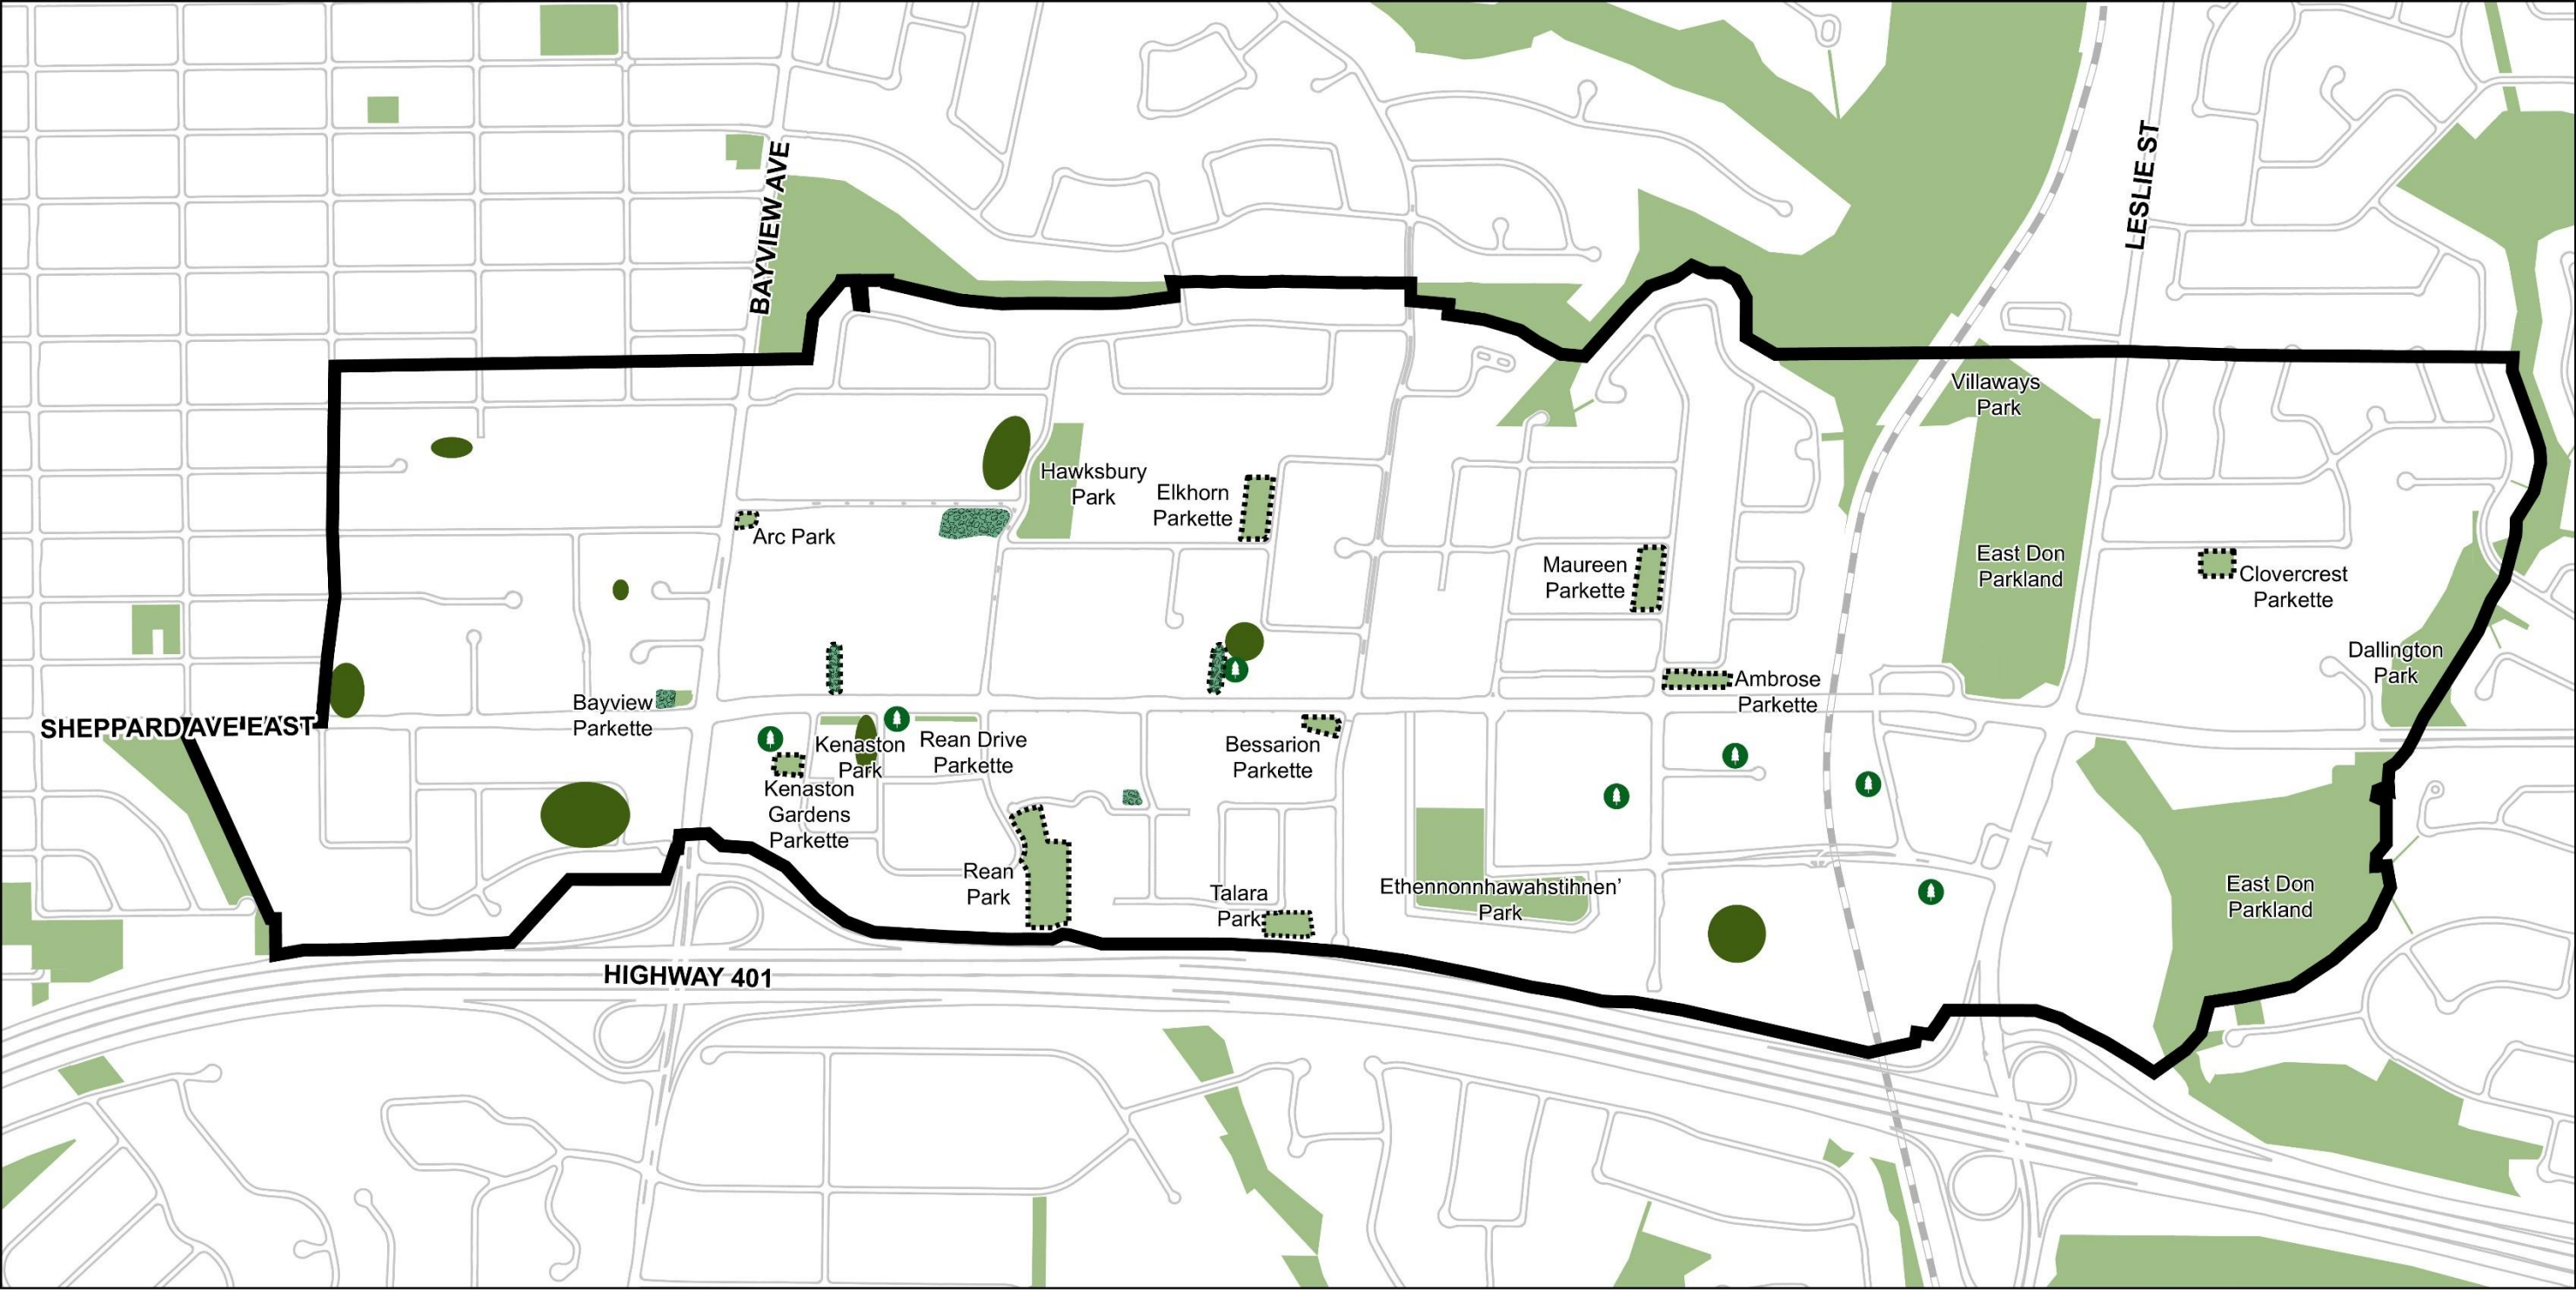 BAYVIEW AVE
LESLIE ST
Villaways
Park
Hawksbury
Park
Elkhorn
Parkette
Arc Park
Maureen
Parkette
East Don
Parkland
Clovercrest
Parkette
Dallington
Park
Ambrose
Parkette
Bayview
Parkette
SHEPPARD AVE EAST
Kenaston
Park
Rean Drive
Parkette
Bessarion
Parkette
Kenaston
Gardens
Parkette
Rean
Park
Talara
Park
Ethennonnhawahstihnen’
Park
East Don
Parkland
HIGHWAY 401